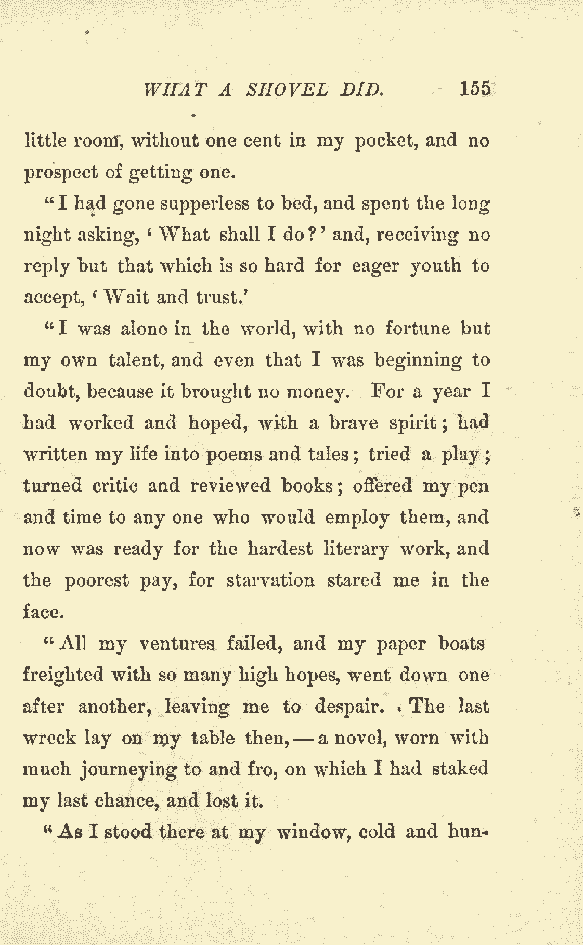 WHAT A SHOVEL DID. 155
little room, without one cent in my pocket, and no
prospect of getting one.
"I had gone supperless to bed, and spent the long
night asking, 'What shall I do?' and, receiving no
reply but that which is so hard for eager youth to
accept, 'Wait and trust.'
"I was alone in the world, with no fortune but
my own talent, and even that I was beginning to
doubt, because it brought no money. For a year I
had worked and hoped, with a brave spirit; had
written my life into poems and tales; tried a play;
turned critic and reviewed books; offered my pen
and time to any one who would employ them, and
now was ready for the hardest literary work, and
the poorest pay, for starvation stared me in the
face.
"All my ventures failed, and my paper boats
freighted with so many high hopes, went down one
after another, leaving me to despair. The last
wreck lay on my table then,—a novel, worn with
much journeying to and fro, on which I had staked
my last chance, and lost it.
"As I stood there at my window, cold and hun-